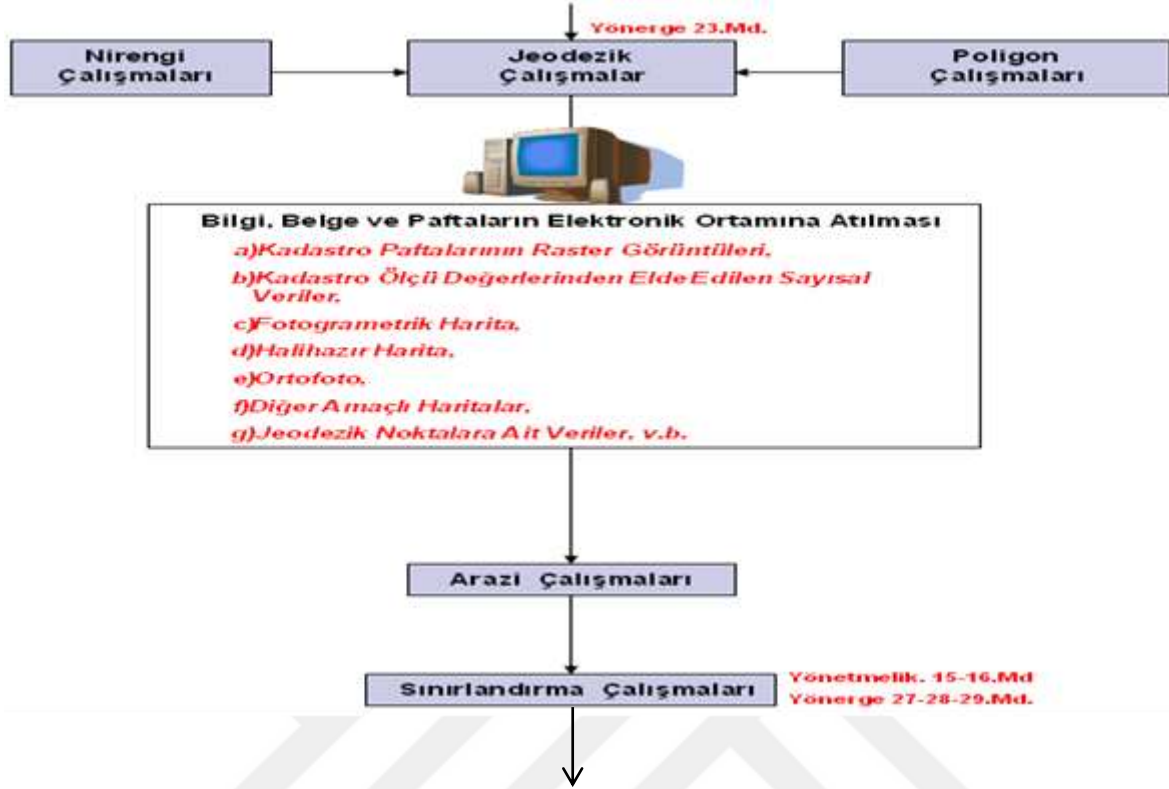 Yönerge 23.Md.
Nirengi
Çalışmaları
Jeodezik
Çalışmalar
Poligon
Çalışmaları
Bilgi, Belge ve Paftaların Elektronik Ortamına Atılması
a)Kadastro Paftalarının Raster Görüntüleri,
b)Kadastro Ölçü Değerlerinden Elde Edilen Sayısal
Veriler,
c)Fotogrametrik Harita,
d)Halihazır Harita,
e)Ortofoto,
f)Diğer Amaçlı Haritalar,
g)Jeodezik Noktalara Ait Veriler, v.b.
Arazi Çalışmaları
Sınırlandırma Çalışmaları
Yönetmelik. 15-16.Md
Yönerge 27-28-29.Md.